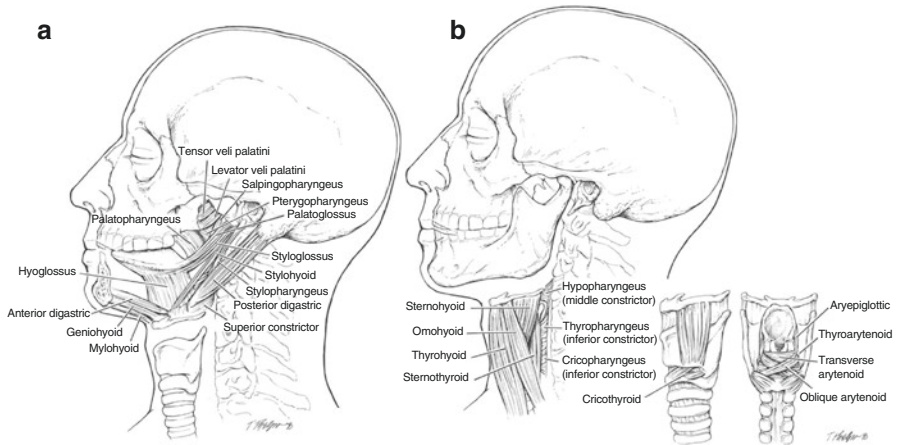 a
Tensor veli palatini
Levator veli palatini
Salpingopharyngeus
Pterygopharyngeus
Palatoglossus
Palatopharyngeus
Styloglossus
Stylohyoid
Stylopharyngeus
Posterior digastric
Superior constrictor
Hyoglossus
Anterior digastric
Geniohyoid
Mylohyoid
b
Hypopharyngeus
(middle constrictor)
Thyropharyngeus
(inferior constrictor)
Cricopharyngeus
(inferior constrictor)
Sternohyoid
Omohyoid
Thyrohyoid
Sternothyroid
Cricothyroid
Aryepiglottic
Thyroarytenoid
Transverse
arytenoid
Oblique arytenoid